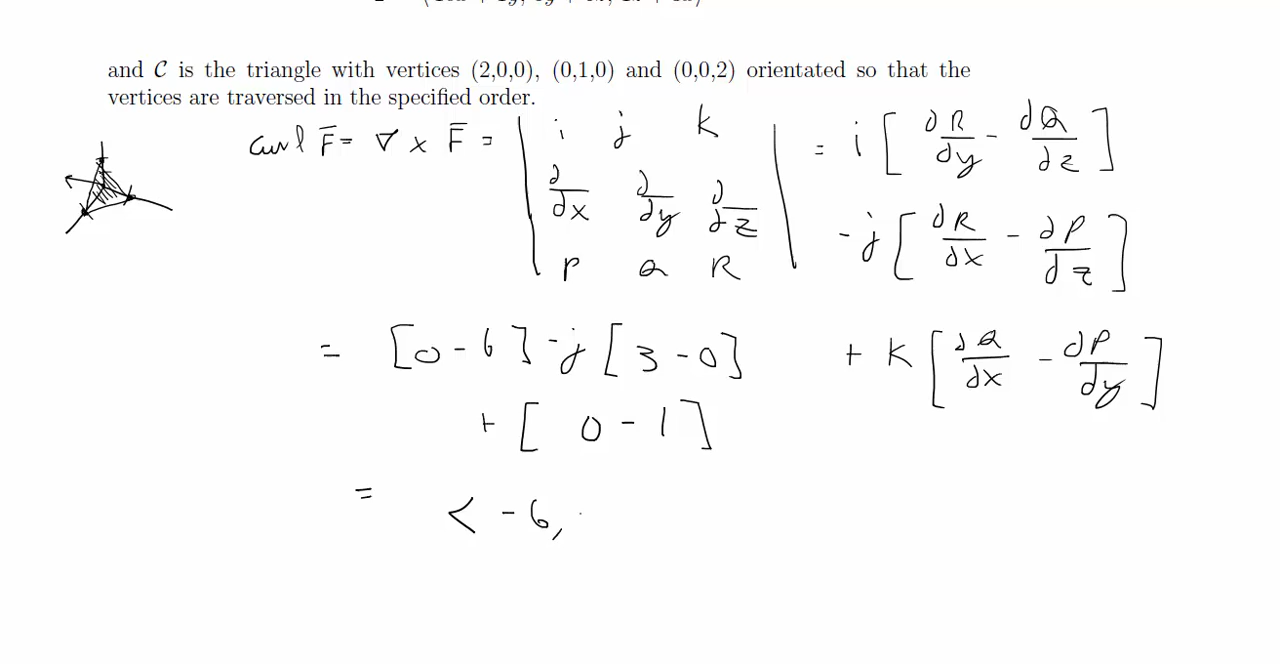 and C is the triangle with vertices (2,0,0), (0,1,0) and (0,0,2) orientated so that the
vertices are traversed in the specified order.
curl F̄ = ∇ × F̄ = | i j k | = i [ ∂R/∂y - ∂Q/∂z ]
| ∂/∂x ∂/∂y ∂/∂z |
| P Q R | - j [ ∂R/∂x - ∂P/∂z ]
= [0 - 6] - j [3 - 0] + k [ ∂Q/∂x - ∂P/∂y ]
+ [ 0 - 1 ]
= < -6,